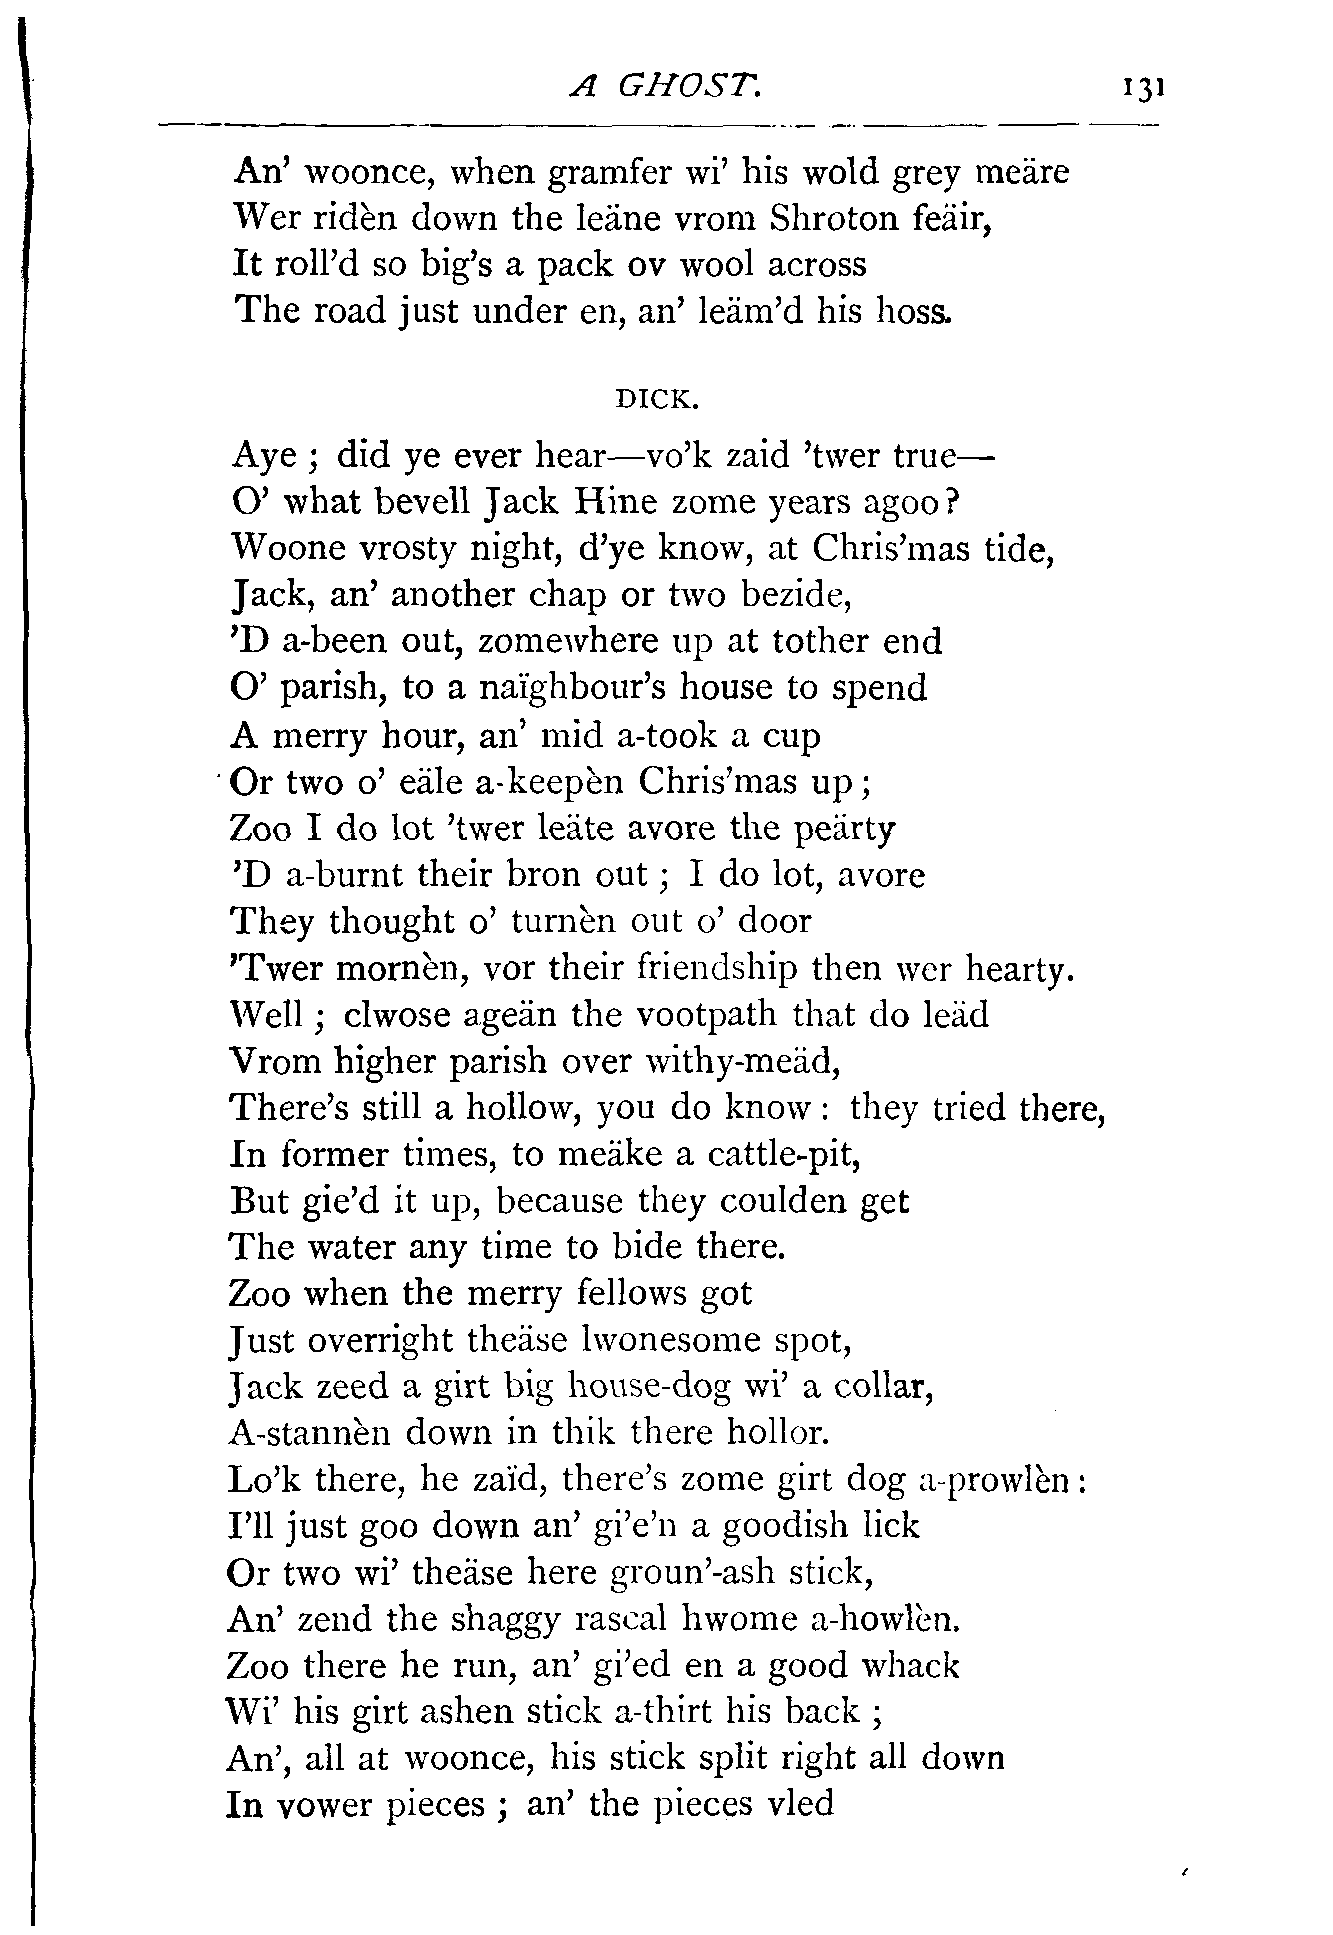 A GHOST. 131
An' woonce, when gramfer wi' his wold grey meäre
Wer ridèn down the leäne vrom Shroton feäir,
It roll'd so big's a pack ov wool across
The road just under en, an' leäm'd his hoss.
DICK.
Aye ; did ye ever hear—vo'k zaid 'twer true—
O' what bevell Jack Hine zome years agoo?
Woone vrosty night, d'ye know, at Chris'mas tide,
Jack, an' another chap or two bezide,
'D a-been out, zomewhere up at tother end
O' parish, to a naïghbour's house to spend
A merry hour, an' mid a-took a cup
Or two o' eäle a-keepèn Chris'mas up ;
Zoo I do lot 'twer leäte avore the peärty
'D a-burnt their bron out ; I do lot, avore
They thought o' turnèn out o' door
'Twer mornèn, vor their friendship then wer hearty.
Well ; clwose ageän the vootpath that do leäd
Vrom higher parish over withy-meäd,
There's still a hollow, you do know : they tried there,
In former times, to meäke a cattle-pit,
But gie'd it up, because they coulden get
The water any time to bide there.
Zoo when the merry fellows got
Just overright theäse lwonesome spot,
Jack zeed a girt big house-dog wi' a collar,
A-stannèn down in thik there hollor.
Lo'k there, he zaïd, there's zome girt dog a-prowlèn :
I'll just goo down an' gi'e'n a goodish lick
Or two wi' theäse here groun'-ash stick,
An' zend the shaggy rascal hwome a-howlèn.
Zoo there he run, an' gi'ed en a good whack
Wi' his girt ashen stick a-thirt his back ;
An', all at woonce, his stick split right all down
In vower pieces ; an' the pieces vled